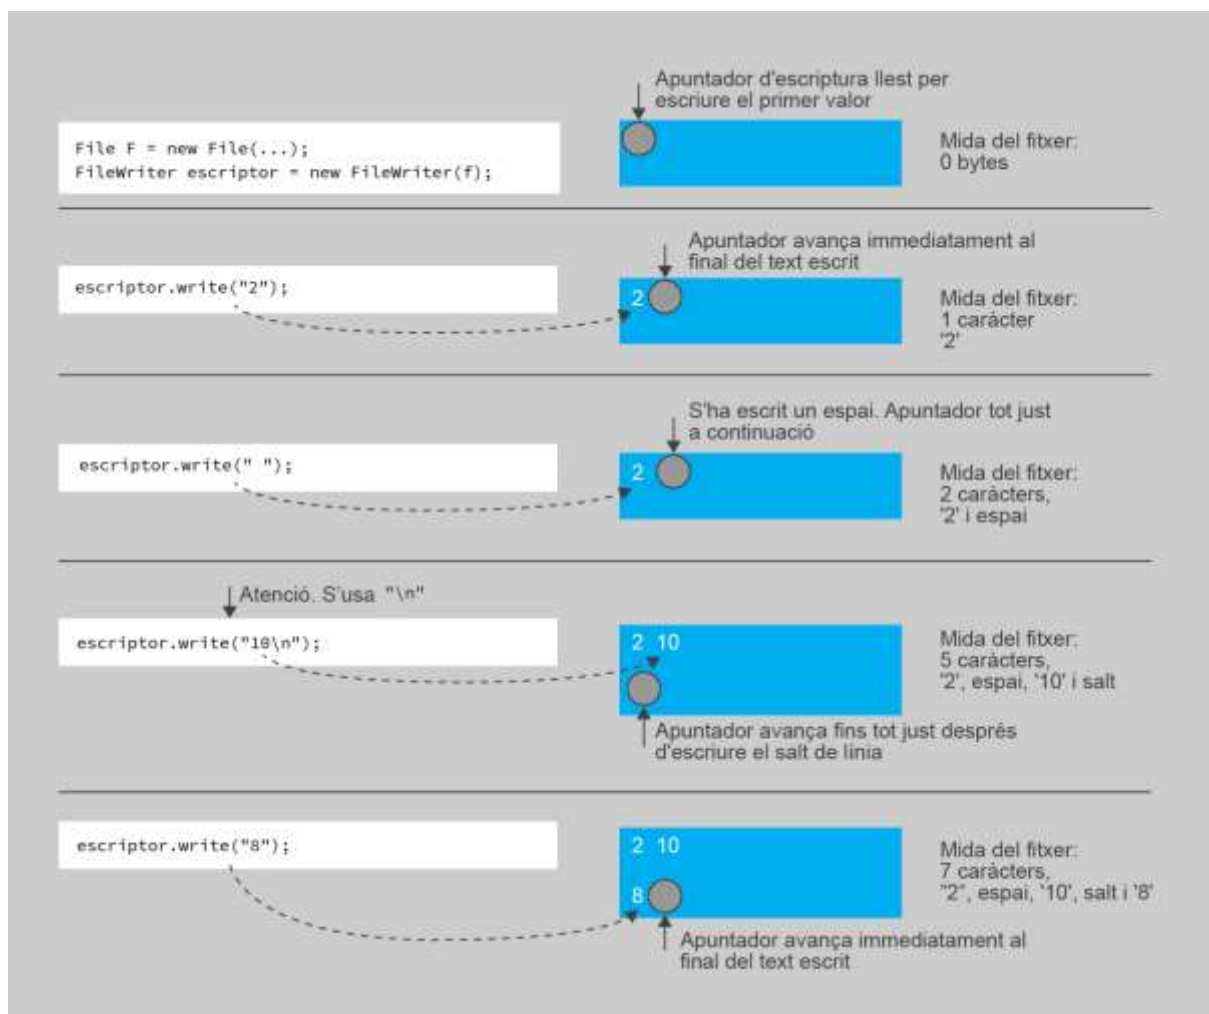 Apuntador d'escriptura llest per
escriure el primer valor
File F = new File(...);
FileWriter escriptor = new FileWriter(f);
Mida del fitxer:
0 bytes
Apuntador avança immediatament al
final del text escrit
escriptor.write("2");
2
Mida del fitxer:
1 caràcter
'2'
S'ha escrit un espai. Apuntador tot just
a continuació
escriptor.write(" ");
2
Mida del fitxer:
2 caràcters,
'2' i espai
Atenció. S'usa "\n"
escriptor.write("10\n");
2 10
Mida del fitxer:
5 caràcters,
'2', espai, '10' i salt
Apuntador avança fins tot just després
d'escriure el salt de línia
escriptor.write("8");
2 10
8
Mida del fitxer:
7 caràcters,
"2", espai, '10', salt i '8'
Apuntador avança immediatament al
final del text escrit